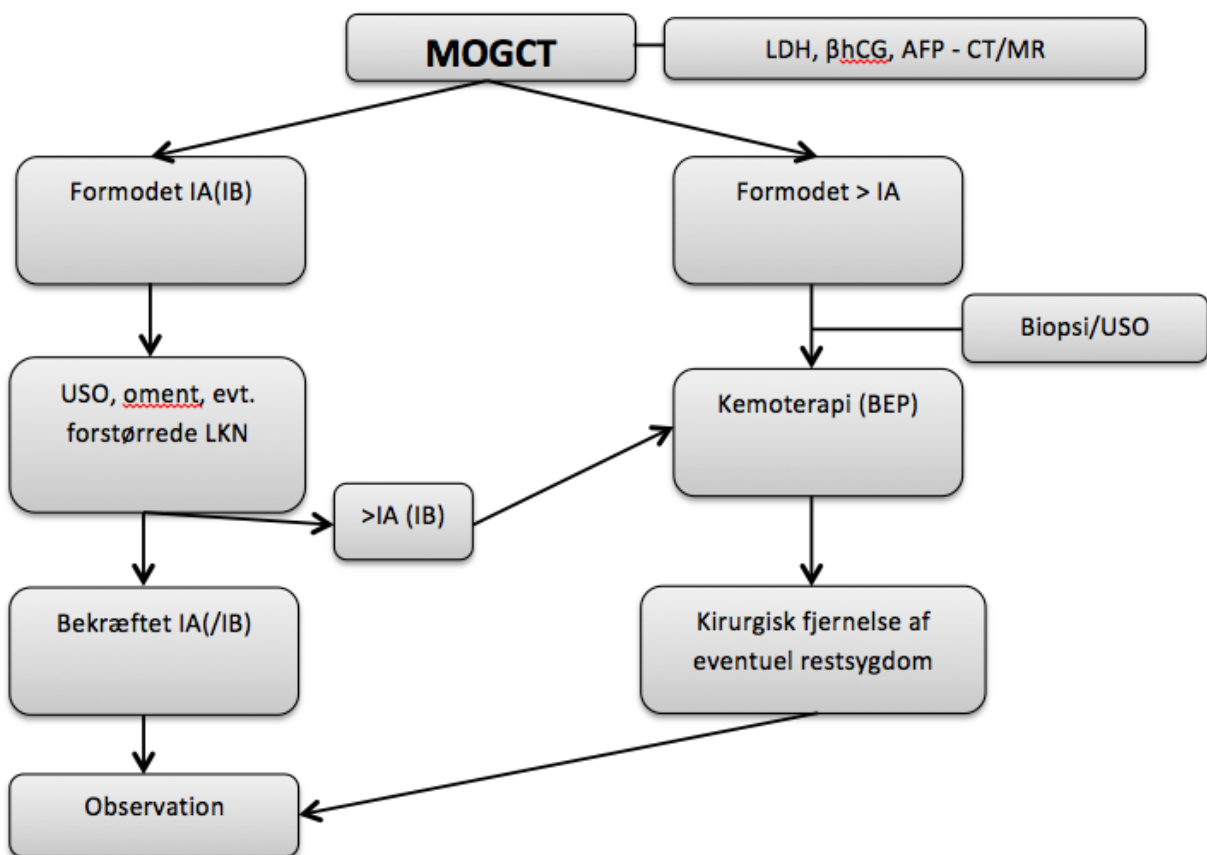 MOGCT
LDH, βhCG, AFP - CT/MR
Formodet IA(IB)
Formodet > IA
Biopsi/USO
USO, oment, evt.
forstørrede LKN
Kemoterapi (BEP)
>IA (IB)
Bekræftet IA(/IB)
Kirurgisk fjernelse af
eventuel restsygdom
Observation